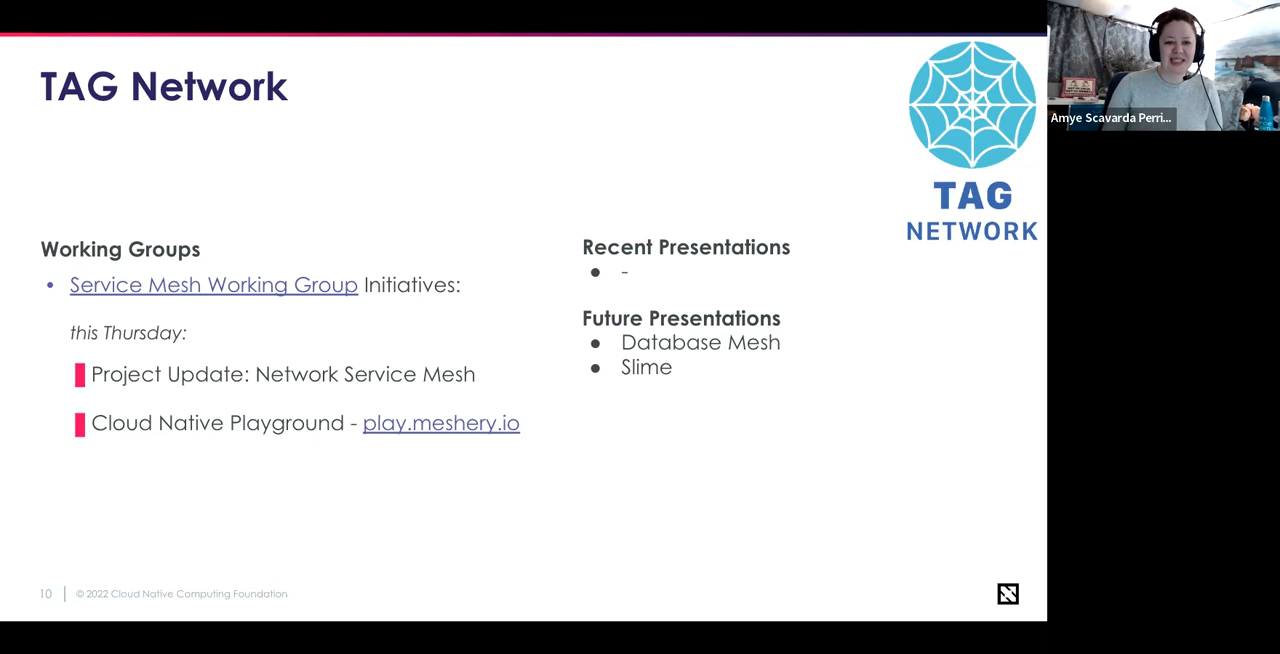 TAG Network
TAG
NETWORK
Amye Scavarda Perri...
Working Groups
• Service Mesh Working Group Initiatives:
this Thursday:
Project Update: Network Service Mesh
Cloud Native Playground - play.meshery.io
Recent Presentations
● -
Future Presentations
● Database Mesh
● Slime
10 | © 2022 Cloud Native Computing Foundation